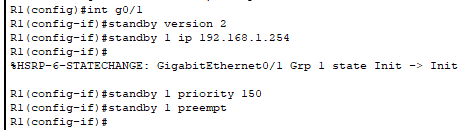 R1(config)#int g0/1
R1(config-if)#standby version 2
R1(config-if)#standby 1 ip 192.168.1.254
R1(config-if)#
%HSRP-6-STATECHANGE: GigabitEthernet0/1 Grp 1 state Init -> Init
R1(config-if)#standby 1 priority 150
R1(config-if)#standby 1 preempt
R1(config-if)#